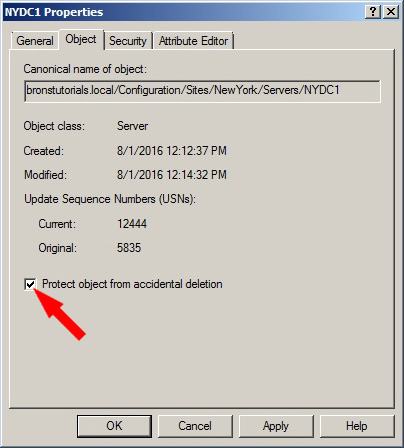 NYDC1 Properties
General Object Security Attribute Editor
Canonical name of object:
bronstutorials.local/Configuration/Sites/NewYork/Servers/NYDC1
Object class: Server
Created: 8/1/2016 12:12:37 PM
Modified: 8/1/2016 12:14:32 PM
Update Sequence Numbers (USNs):
Current: 12444
Original: 5835
Protect object from accidental deletion
OK Cancel Apply Help